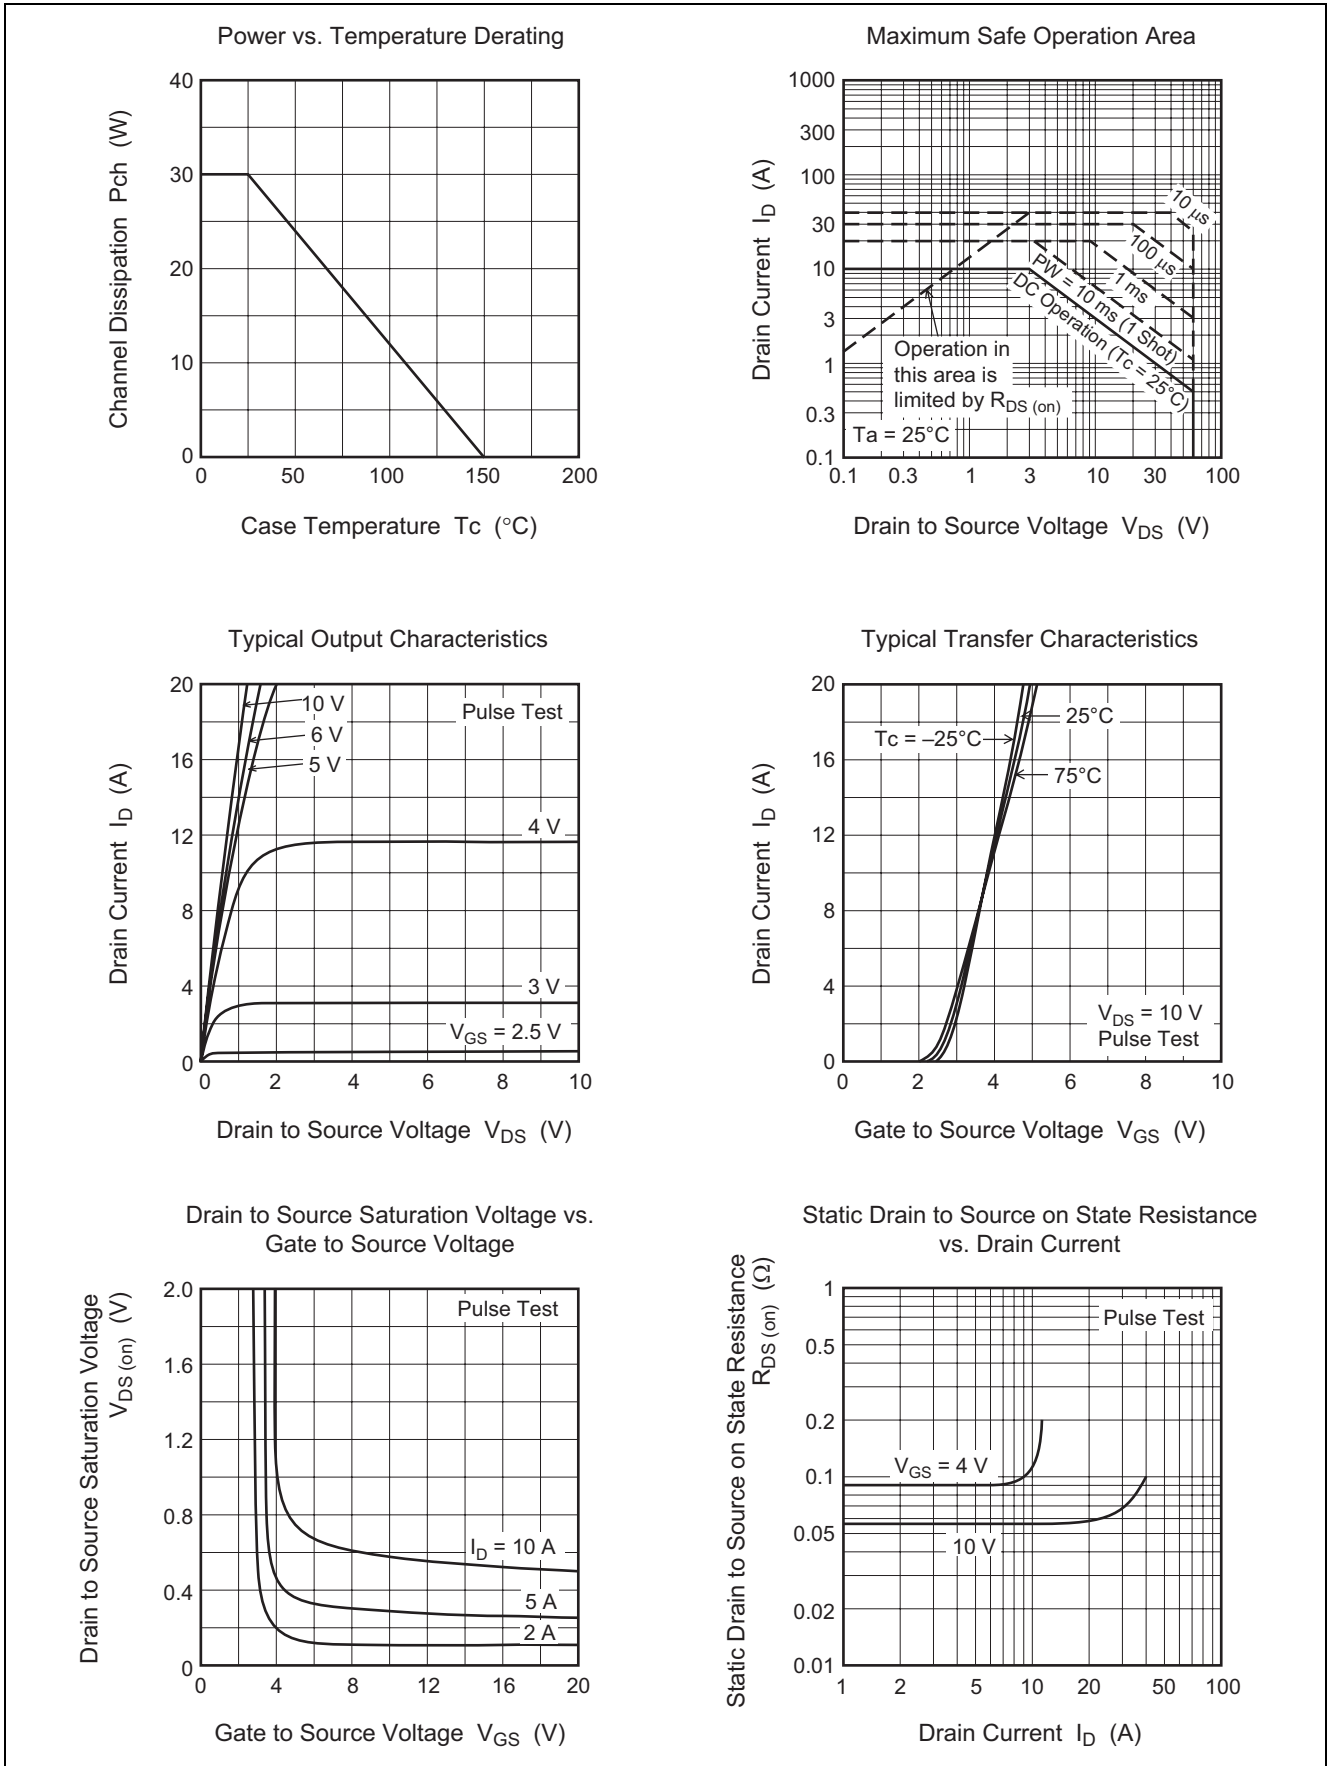 Power vs. Temperature Derating
Channel Dissipation Pch (W)
40
30
20
10
0
0 50 100 150 200
Case Temperature Tc (°C)
Maximum Safe Operation Area
Drain Current I_D (A)
1000
300
100
30
10
3
1
0.3
0.1
10 μs
100 μs
1 ms
PW = 10 ms (1 Shot)
DC Operation (Tc = 25°C)
Operation in
this area is
limited by R_DS (on)
Ta = 25°C
0.1 0.3 1 3 10 30 100
Drain to Source Voltage V_DS (V)
Typical Output Characteristics
Drain Current I_D (A)
20
16
12
8
4
0
10 V
6 V
5 V
Pulse Test
4 V
3 V
V_GS = 2.5 V
0 2 4 6 8 10
Drain to Source Voltage V_DS (V)
Typical Transfer Characteristics
Drain Current I_D (A)
20
16
12
8
4
0
25°C
Tc = –25°C
75°C
V_DS = 10 V
Pulse Test
0 2 4 6 8 10
Gate to Source Voltage V_GS (V)
Drain to Source Saturation Voltage vs.
Gate to Source Voltage
Drain to Source Saturation Voltage
V_DS (on) (V)
2.0
1.6
1.2
0.8
0.4
0
Pulse Test
I_D = 10 A
5 A
2 A
0 4 8 12 16 20
Gate to Source Voltage V_GS (V)
Static Drain to Source on State Resistance
vs. Drain Current
Static Drain to Source on State Resistance
R_DS (on) (Ω)
1
0.5
0.2
0.1
0.05
0.02
0.01
Pulse Test
V_GS = 4 V
10 V
1 2 5 10 20 50 100
Drain Current I_D (A)